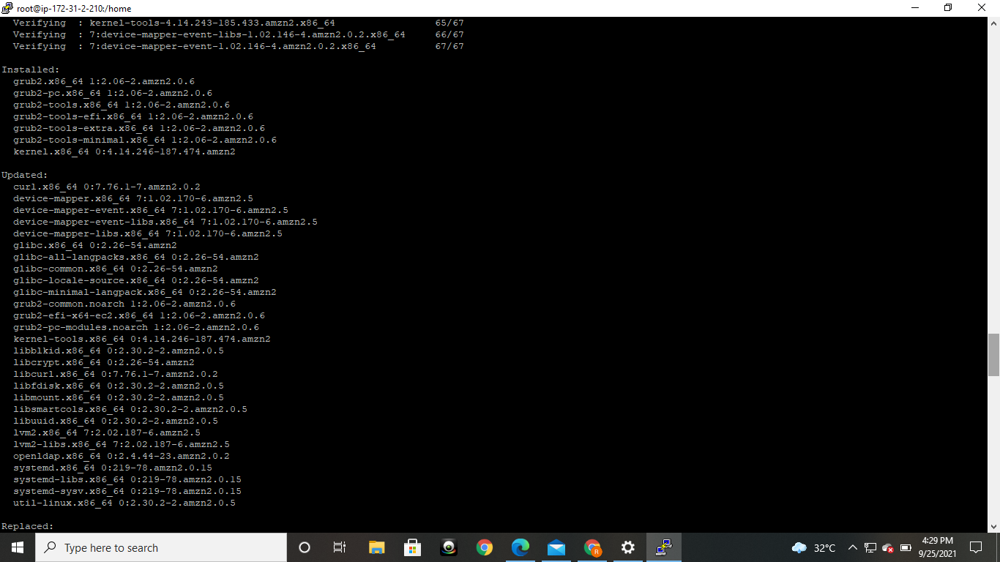 root@ip-172-31-2-210:/home
Verifying : kernel-tools-4.14.243-185.433.amzn2.x86_64 65/67
Verifying : 7:device-mapper-event-libs-1.02.146-4.amzn2.0.2.x86_64 66/67
Verifying : 7:device-mapper-event-1.02.146-4.amzn2.0.2.x86_64 67/67
Installed:
grub2.x86_64 1:2.06-2.amzn2.0.6
grub2-pc.x86_64 1:2.06-2.amzn2.0.6
grub2-tools.x86_64 1:2.06-2.amzn2.0.6
grub2-tools-efi.x86_64 1:2.06-2.amzn2.0.6
grub2-tools-extra.x86_64 1:2.06-2.amzn2.0.6
grub2-tools-minimal.x86_64 1:2.06-2.amzn2.0.6
kernel.x86_64 0:4.14.246-187.474.amzn2
Updated:
curl.x86_64 0:7.76.1-7.amzn2.0.2
device-mapper.x86_64 7:1.02.170-6.amzn2.5
device-mapper-event.x86_64 7:1.02.170-6.amzn2.5
device-mapper-event-libs.x86_64 7:1.02.170-6.amzn2.5
device-mapper-libs.x86_64 7:1.02.170-6.amzn2.5
glibc.x86_64 0:2.26-54.amzn2
glibc-all-langpacks.x86_64 0:2.26-54.amzn2
glibc-common.x86_64 0:2.26-54.amzn2
glibc-locale-source.x86_64 0:2.26-54.amzn2
glibc-minimal-langpack.x86_64 0:2.26-54.amzn2
grub2-common.noarch 1:2.06-2.amzn2.0.6
grub2-efi-x64-ec2.x86_64 1:2.06-2.amzn2.0.6
grub2-pc-modules.noarch 1:2.06-2.amzn2.0.6
kernel-tools.x86_64 0:4.14.246-187.474.amzn2
libblkid.x86_64 0:2.30.2-2.amzn2.0.5
libcrypt.x86_64 0:2.26-54.amzn2
libcurl.x86_64 0:7.76.1-7.amzn2.0.2
libfdisk.x86_64 0:2.30.2-2.amzn2.0.5
libmount.x86_64 0:2.30.2-2.amzn2.0.5
libsmartcols.x86_64 0:2.30.2-2.amzn2.0.5
libuuid.x86_64 0:2.30.2-2.amzn2.0.5
lvm2.x86_64 7:2.02.187-6.amzn2.5
lvm2-libs.x86_64 7:2.02.187-6.amzn2.5
openldap.x86_64 0:2.4.44-23.amzn2.0.2
systemd.x86_64 0:219-78.amzn2.0.15
systemd-libs.x86_64 0:219-78.amzn2.0.15
systemd-sysv.x86_64 0:219-78.amzn2.0.15
util-linux.x86_64 0:2.30.2-2.amzn2.0.5
Replaced:
Type here to search
R
32°C
4:29 PM
9/25/2021